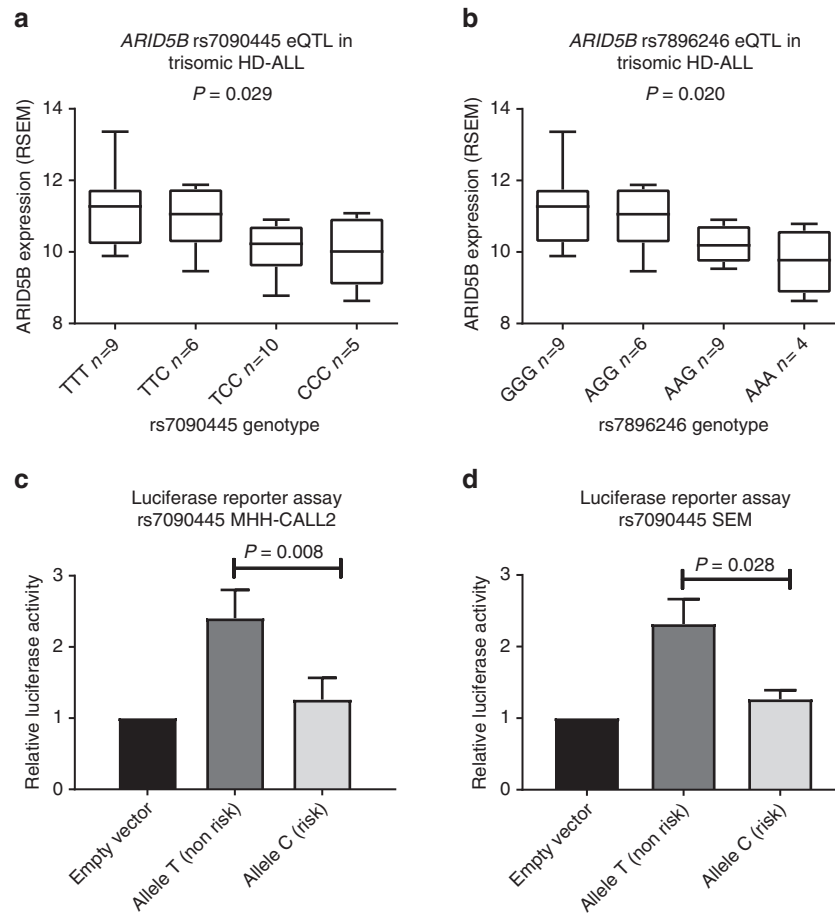 a
ARID5B rs7090445 eQTL in
trisomic HD-ALL
P = 0.029
ARID5B expression (RSEM)
14
12
10
8
TTT n=9
TTC n=6
TCC n=10
CCC n=5
rs7090445 genotype
b
ARID5B rs7896246 eQTL in
trisomic HD-ALL
P = 0.020
ARID5B expression (RSEM)
14
12
10
8
GGG n=9
AGG n=6
AAG n=9
AAA n= 4
rs7896246 genotype
c
Luciferase reporter assay
rs7090445 MHH-CALL2
P = 0.008
Relative luciferase activity
3
2
1
0
Empty vector
Allele T (non risk)
Allele C (risk)
d
Luciferase reporter assay
rs7090445 SEM
P = 0.028
Relative luciferase activity
3
2
1
0
Empty vector
Allele T (non risk)
Allele C (risk)